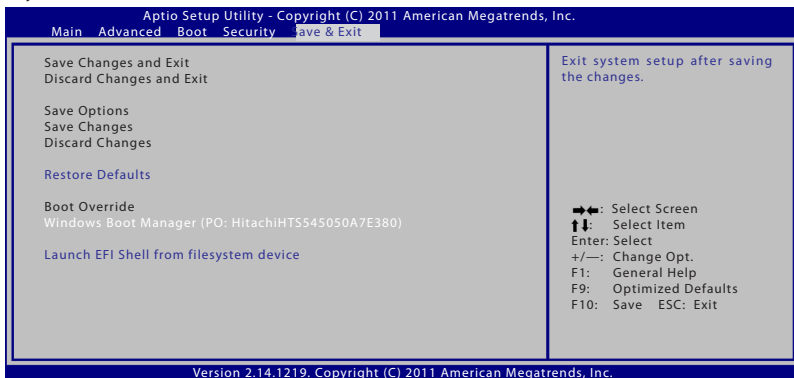 Aptio Setup Utility - Copyright (C) 2011 American Megatrends, Inc.
Main Advanced Boot Security Save & Exit
Save Changes and Exit
Discard Changes and Exit
Save Options
Save Changes
Discard Changes
Restore Defaults
Boot Override
Windows Boot Manager (PO: HitachiHTS545050A7E380)
Launch EFI Shell from filesystem device
Exit system setup after saving
the changes.
→←: Select Screen
↑↓: Select Item
Enter: Select
+/—: Change Opt.
F1: General Help
F9: Optimized Defaults
F10: Save ESC: Exit
Version 2.14.1219. Copyright (C) 2011 American Megatrends, Inc.